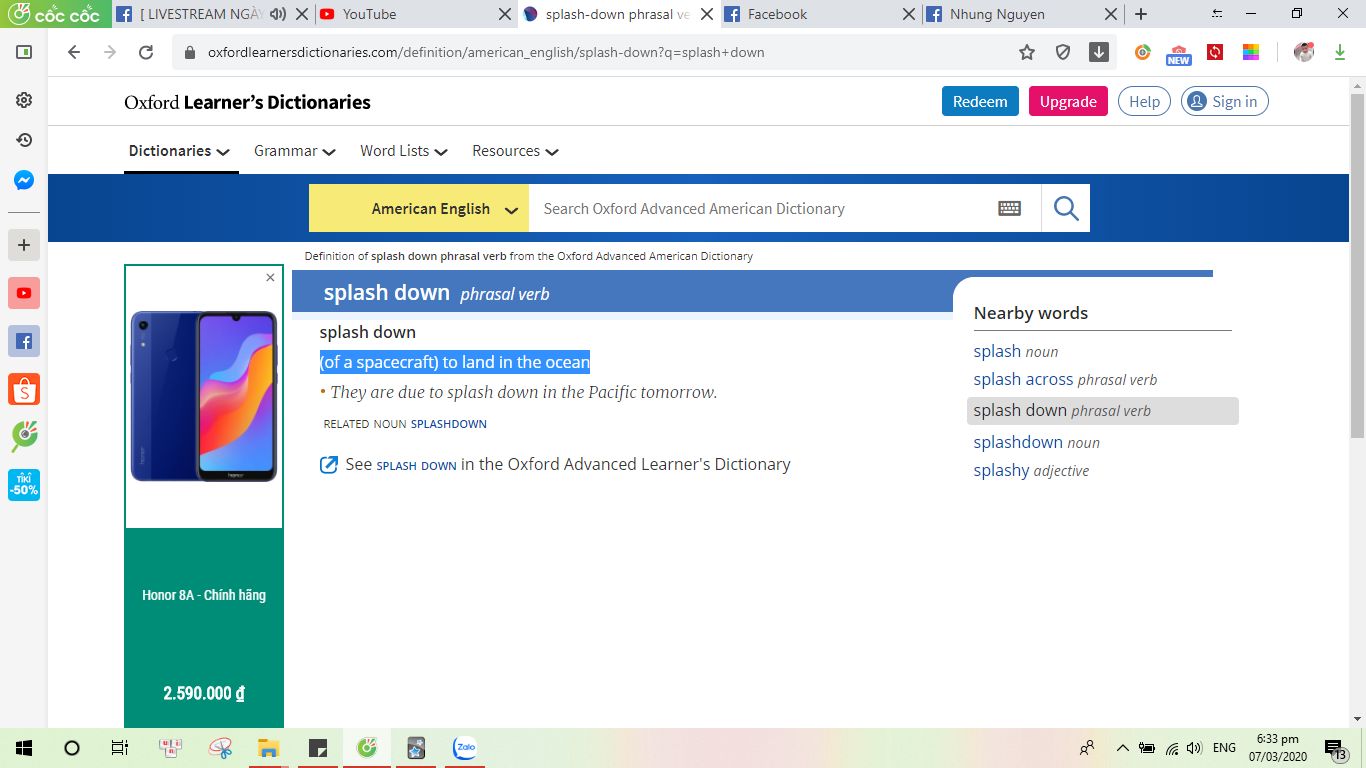 cốc cốc
[ LIVESTREAM NGÀY
YouTube
splash-down phrasal ve
Facebook
Nhung Nguyen
oxfordlearnersdictionaries.com/definition/american_english/splash-down?q=splash+down
NEW
Oxford Learner's Dictionaries
Redeem
Upgrade
Help
Sign in
Dictionaries
Grammar
Word Lists
Resources
American English
Search Oxford Advanced American Dictionary
Definition of splash down phrasal verb from the Oxford Advanced American Dictionary
splash down phrasal verb
splash down
(of a spacecraft) to land in the ocean
• They are due to splash down in the Pacific tomorrow.
RELATED NOUN SPLASHDOWN
See SPLASH DOWN in the Oxford Advanced Learner's Dictionary
Nearby words
splash noun
splash across phrasal verb
splash down phrasal verb
splashdown noun
splashy adjective
TIKI
-50%
honor
honor
Honor 8A - Chính hãng
2.590.000 ₫
Zalo
ENG
6:33 pm
07/03/2020
13